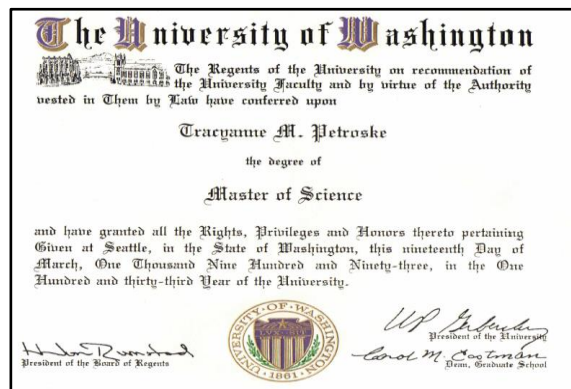 The University of Washington
The Regents of the University on recommendation of
the University Faculty and by virtue of the Authority
vested in Them by Law have conferred upon
Tracyanne M. Petroske
the degree of
Master of Science
and have granted all the Rights, Privileges and Honors thereto pertaining
Given at Seattle, in the State of Washington, this nineteenth Day of
March, One Thousand Nine Hundred and Ninety-three, in the One
Hundred and thirty-third Year of the University.
UNIVERSITY · OF · WASHINGTON
LUX SIT
1861
President of the University
President of the Board of Regents
Carol M. Eastman
Dean, Graduate School